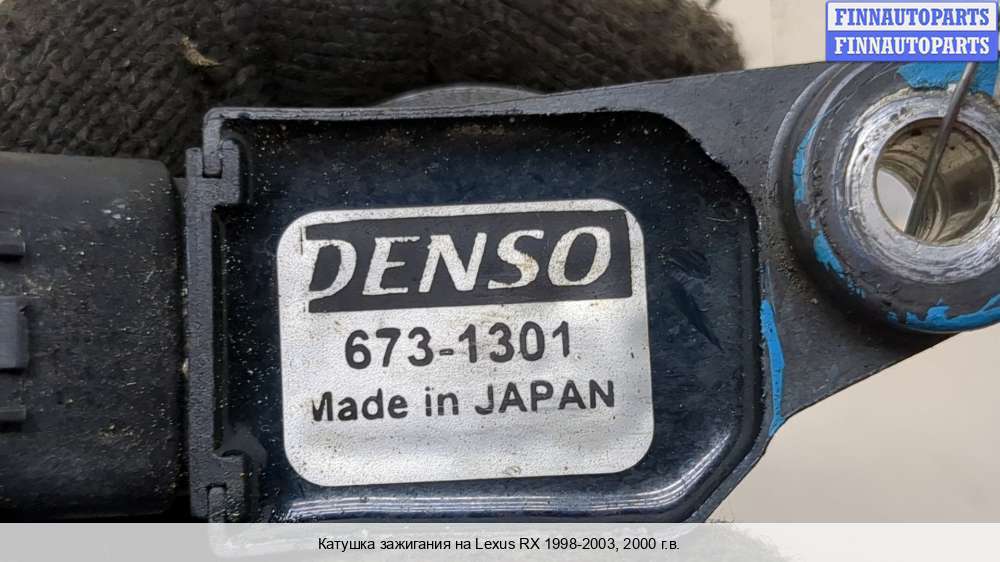 FINNAUTOPARTS
FINNAUTOPARTS
DENSO
673-1301
Made in JAPAN
Катушка зажигания на Lexus RX 1998-2003, 2000 г.в.